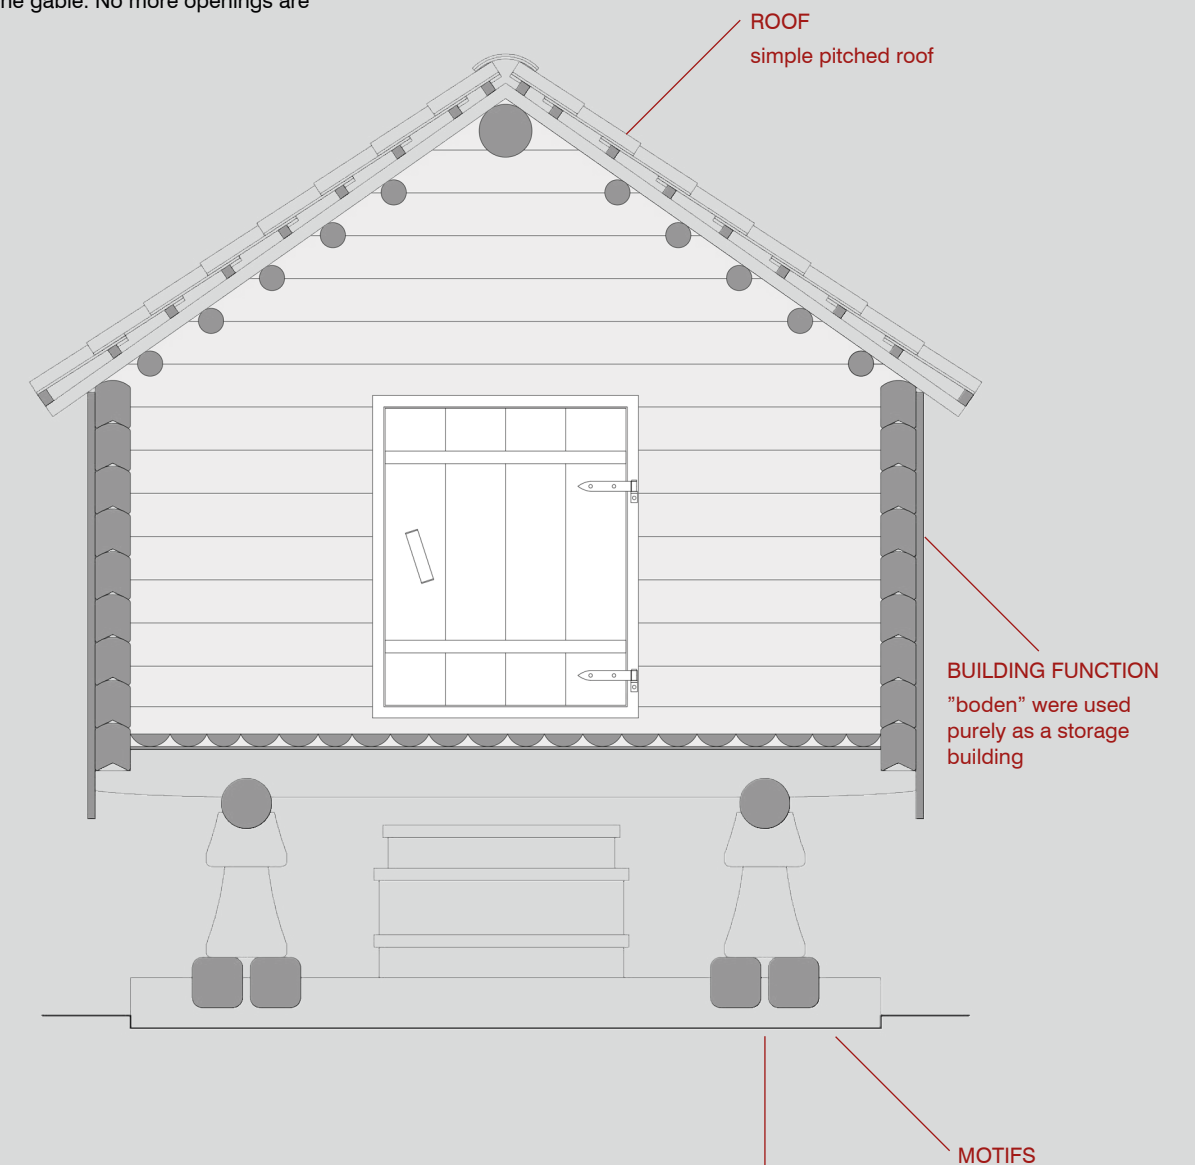 he gable. No more openings are
ROOF
simple pitched roof
BUILDING FUNCTION
”boden” were used
purely as a storage
building
MOTIFS